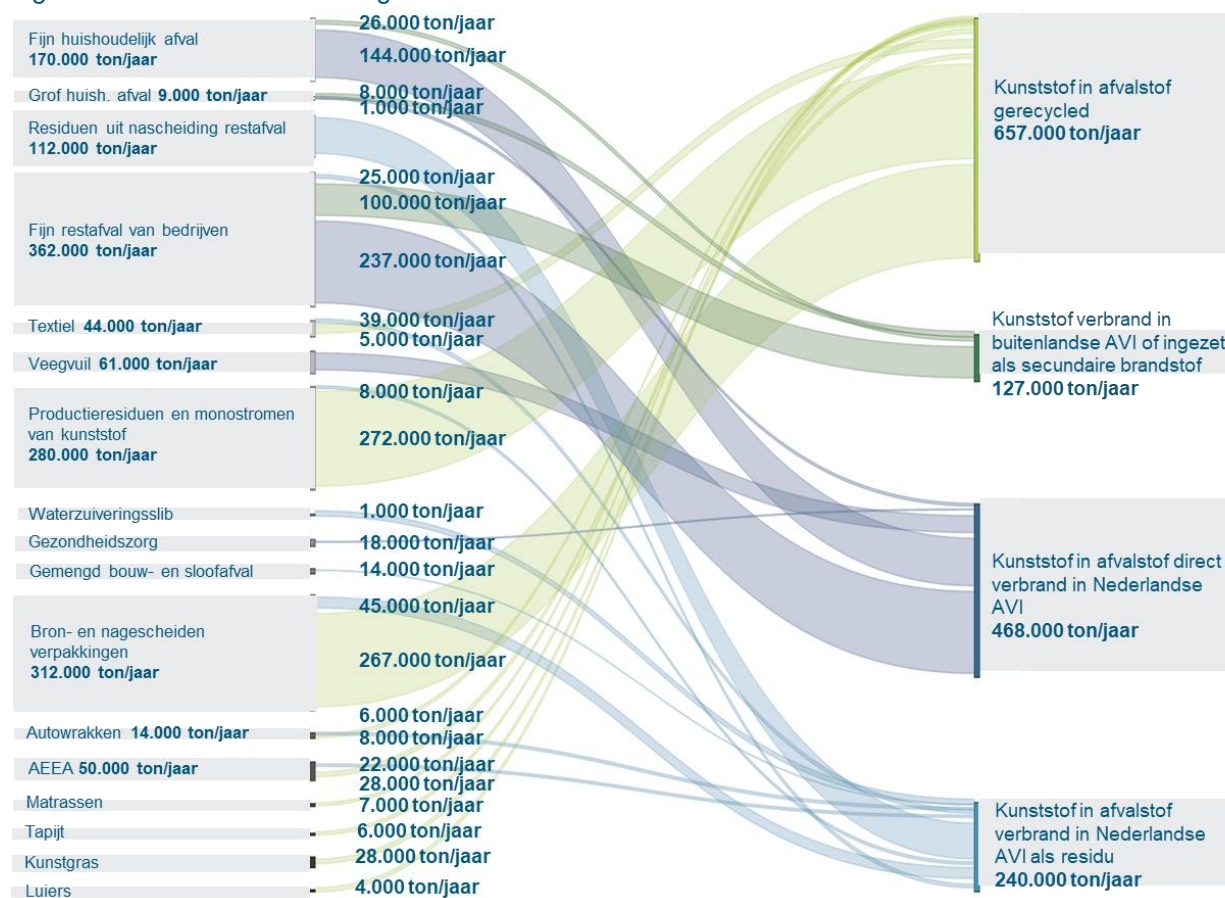 Fijn huishoudelijk afval
170.000 ton/jaar
Grof huish. afval 9.000 ton/jaar
Residuen uit nascheiding restafval
112.000 ton/jaar
Fijn restafval van bedrijven
362.000 ton/jaar
Textiel 44.000 ton/jaar
Veegvuil 61.000 ton/jaar
Productieresiduen en monostromen
van kunststof
280.000 ton/jaar
Waterzuiveringsslib
Gezondheidszorg
Gemengd bouw- en sloofafval
Bron- en nagescheiden
verpakkingen
312.000 ton/jaar
Autowrakken 14.000 ton/jaar
AEEA 50.000 ton/jaar
Matrassen
Tapijt
Kunstgras
Luiers
26.000 ton/jaar
144.000 ton/jaar
8.000 ton/jaar
1.000 ton/jaar
25.000 ton/jaar
100.000 ton/jaar
237.000 ton/jaar
39.000 ton/jaar
5.000 ton/jaar
8.000 ton/jaar
272.000 ton/jaar
1.000 ton/jaar
18.000 ton/jaar
14.000 ton/jaar
45.000 ton/jaar
267.000 ton/jaar
6.000 ton/jaar
8.000 ton/jaar
22.000 ton/jaar
28.000 ton/jaar
7.000 ton/jaar
6.000 ton/jaar
28.000 ton/jaar
4.000 ton/jaar
Kunststof in afvalstof
gerecycled
657.000 ton/jaar
Kunststof verbrand in
buitenlandse AVI of ingezet
als secundaire brandstof
127.000 ton/jaar
Kunststof in afvalstof direct
verbrand in Nederlandse
AVI
468.000 ton/jaar
Kunststof in afvalstof
verbrand in Nederlandse
AVI als residu
240.000 ton/jaar